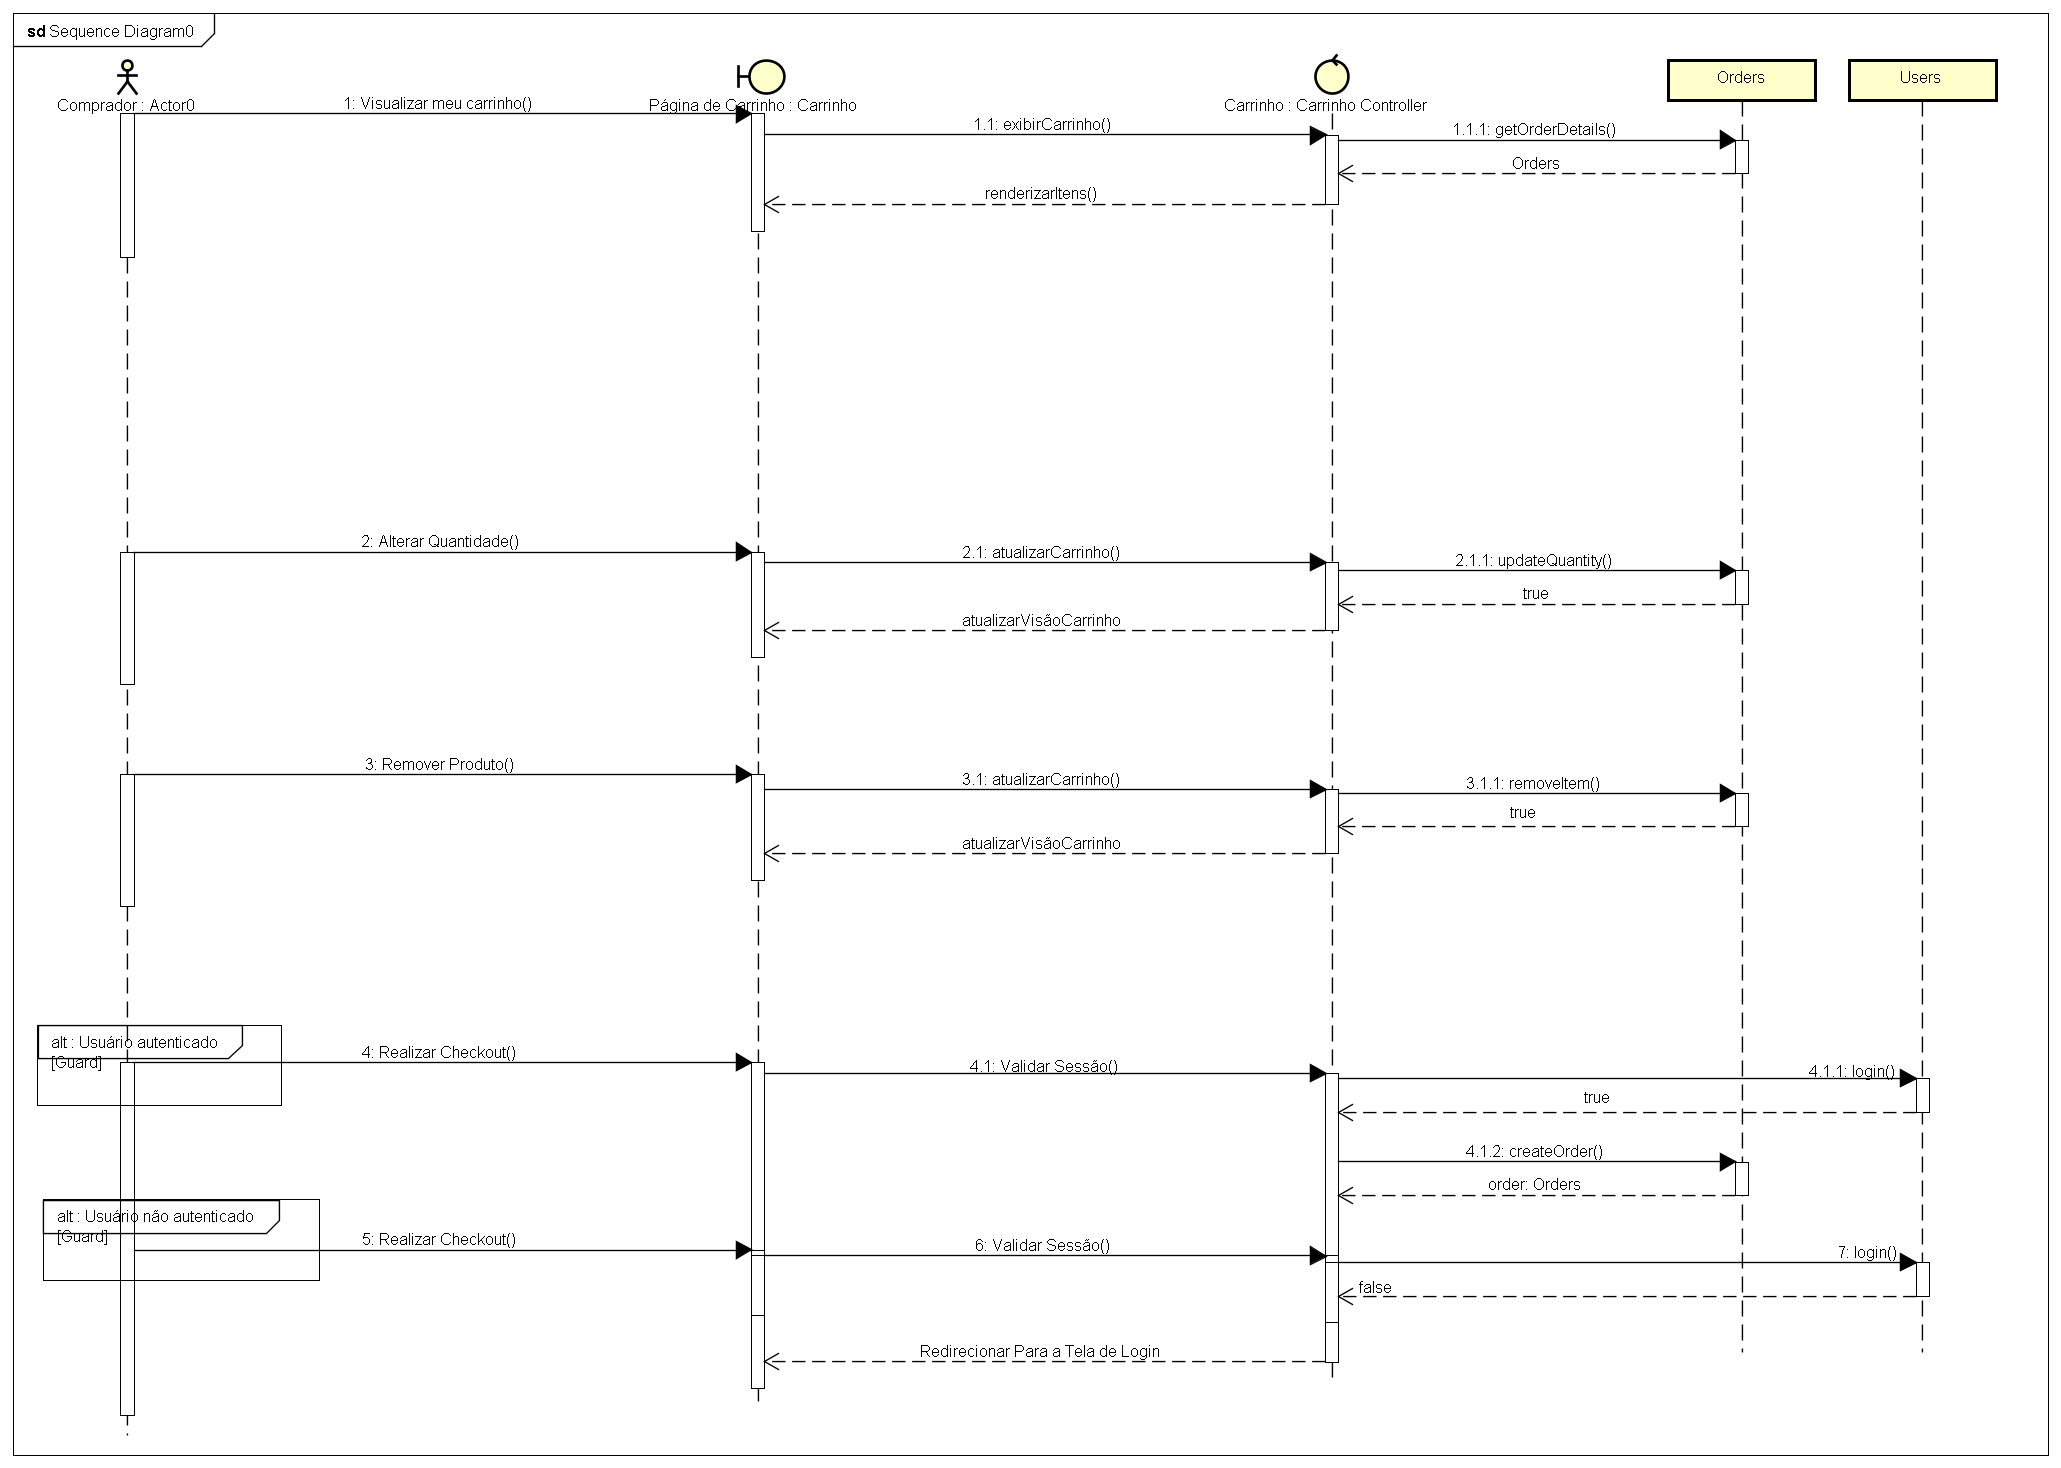 sd Sequence Diagram0
Comprador : Actor0
Página de Carrinho : Carrinho
Carrinho : Carrinho Controller
Orders
Users
1: Visualizar meu carrinho()
1.1: exibirCarrinho()
1.1.1: getOrderDetails()
Orders
renderizarItens()
2: Alterar Quantidade()
2.1: atualizarCarrinho()
2.1.1: updateQuantity()
true
atualizarVisãoCarrinho
3: Remover Produto()
3.1: atualizarCarrinho()
3.1.1: removeItem()
true
atualizarVisãoCarrinho
alt : Usuário autenticado
[Guard]
4: Realizar Checkout()
4.1: Validar Sessão()
4.1.1: login()
true
4.1.2: createOrder()
order: Orders
alt : Usuário não autenticado
[Guard]
5: Realizar Checkout()
6: Validar Sessão()
7: login()
false
Redirecionar Para a Tela de Login